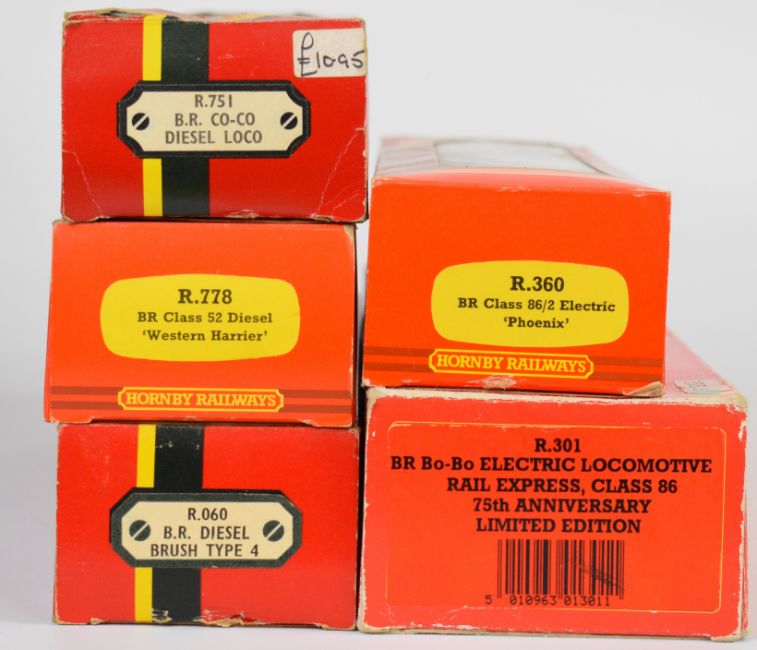 £10.95
R.751
B.R. CO-CO
DIESEL LOCO
R.778
BR Class 52 Diesel
'Western Harrier'
HORNBY RAILWAYS
R.060
B.R. DIESEL
BRUSH TYPE 4
R.360
BR Class 86/2 Electric
'Phoenix'
HORNBY RAILWAYS
R.301
BR Bo-Bo ELECTRIC LOCOMOTIVE
RAIL EXPRESS, CLASS 86
75th ANNIVERSARY
LIMITED EDITION
5 010963 013011